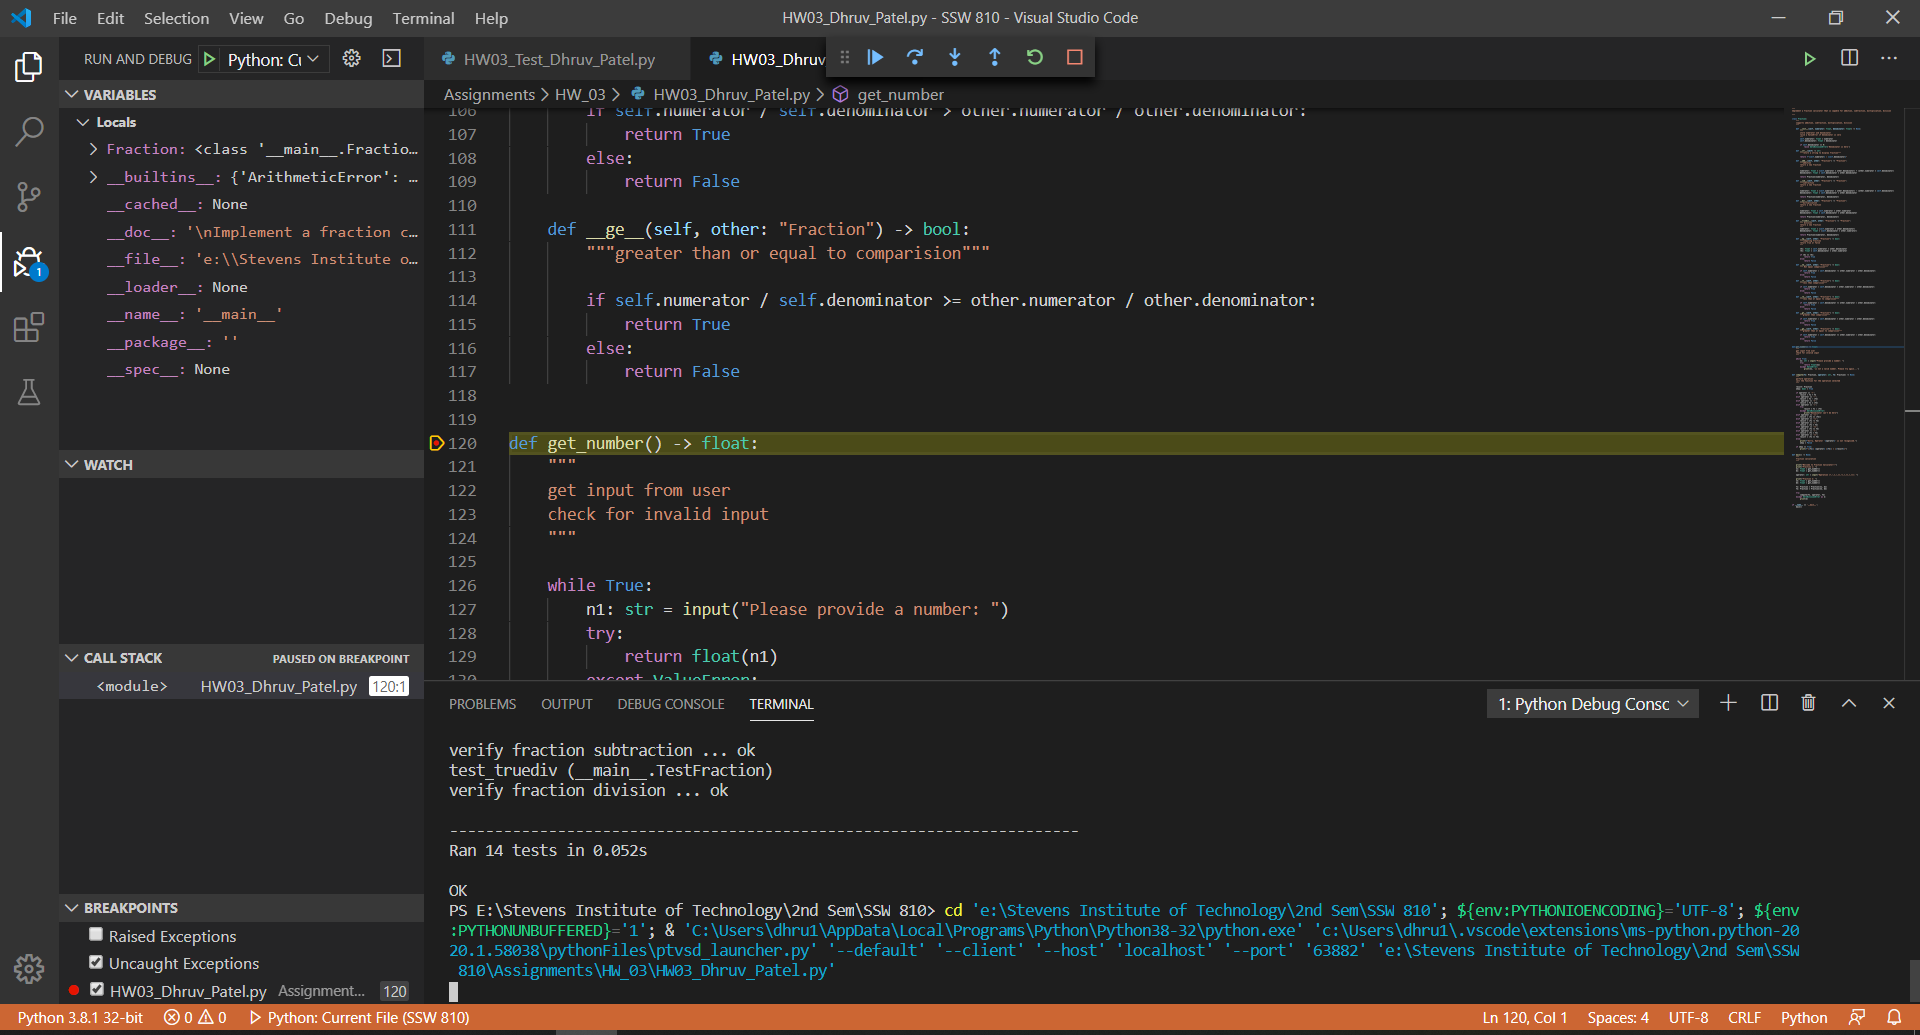 File Edit Selection View Go Debug Terminal Help
HW03_Dhruv_Patel.py - SSW 810 - Visual Studio Code
RUN AND DEBUG
Python: Cu
HW03_Test_Dhruv_Patel.py
HW03_Dhruv
Assignments > HW_03 > HW03_Dhruv_Patel.py > get_number
VARIABLES
Locals
Fraction: <class '__main__.Fractio...
__builtins__: {'ArithmeticError': ...
__cached__: None
__doc__: '\nImplement a fraction c...
__file__: 'e:\\Stevens Institute o...
__loader__: None
__name__: '__main__'
__package__: ''
__spec__: None
WATCH
CALL STACK
PAUSED ON BREAKPOINT
<module> HW03_Dhruv_Patel.py 120:1
BREAKPOINTS
Raised Exceptions
Uncaught Exceptions
HW03_Dhruv_Patel.py Assignment... 120
106 if self.numerator / self.denominator > other.numerator / other.denominator:
107 return True
108 else:
109 return False
110
111 def __ge__(self, other: "Fraction") -> bool:
112 """greater than or equal to comparision"""
113
114 if self.numerator / self.denominator >= other.numerator / other.denominator:
115 return True
116 else:
117 return False
118
119
120 def get_number() -> float:
121 """
122 get input from user
123 check for invalid input
124 """
125
126 while True:
127 n1: str = input("Please provide a number: ")
128 try:
129 return float(n1)
130 except ValueError:
PROBLEMS OUTPUT DEBUG CONSOLE TERMINAL
1: Python Debug Consc
verify fraction subtraction ... ok
test_truediv (__main__.TestFraction)
verify fraction division ... ok
----------------------------------------------------------------------
Ran 14 tests in 0.052s
OK
PS E:\Stevens Institute of Technology\2nd Sem\SSW 810> cd 'e:\Stevens Institute of Technology\2nd Sem\SSW 810'; ${env:PYTHONIOENCODING}='UTF-8'; ${env
:PYTHONUNBUFFERED}='1'; & 'C:\Users\dhru1\AppData\Local\Programs\Python\Python38-32\python.exe' 'c:\Users\dhru1\.vscode\extensions\ms-python.python-20
20.1.58038\pythonFiles\ptvsd_launcher.py' '--default' '--client' '--host' 'localhost' '--port' '63882' 'e:\Stevens Institute of Technology\2nd Sem\SSW
810\Assignments\HW_03\HW03_Dhruv_Patel.py'
1
Python 3.8.1 32-bit 0 0 Python: Current File (SSW 810)
Ln 120, Col 1 Spaces: 4 UTF-8 CRLF Python